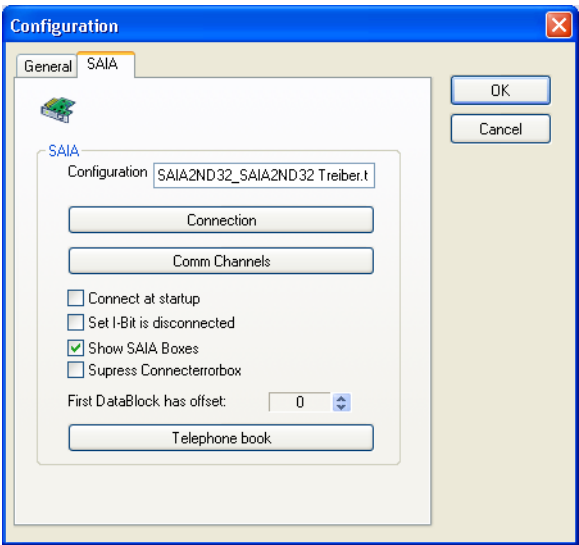 Configuration
General SAIA
OK
Cancel
SAIA
Configuration SAIA2ND32_SAIA2ND32 Treiber.t
Connection
Comm Channels
Connect at startup
Set I-Bit is disconnected
Show SAIA Boxes
Supress Connecterrorbox
First DataBlock has offset: 0
Telephone book